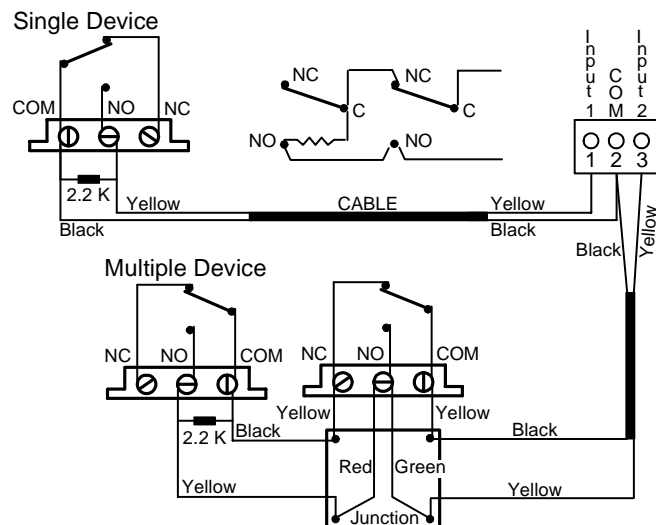 Single Device
COM
NO
NC
2.2 K
Yellow
Black
NC
C
NO
NC
C
NO
CABLE
Yellow
Black
Input 1
COM
Input 2
1
2
3
Black
Yellow
Multiple Device
NC
NO
COM
2.2 K
Black
Yellow
NC
NO
COM
Yellow
Yellow
Red
Green
Junction
Black
Yellow